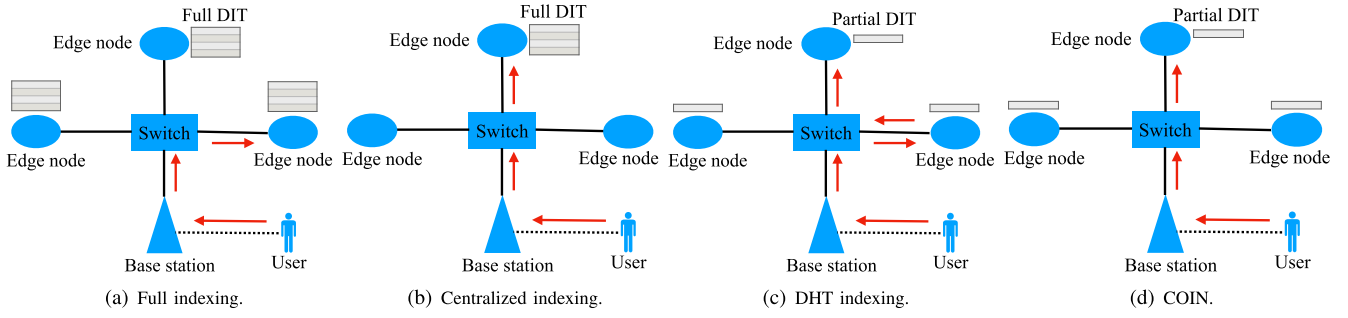 Full DIT
Edge node
Edge node
Switch
Edge node
Base station
User
(a) Full indexing.
Full DIT
Edge node
Edge node
Switch
Edge node
Base station
User
(b) Centralized indexing.
Partial DIT
Edge node
Edge node
Switch
Edge node
Base station
User
(c) DHT indexing.
Partial DIT
Edge node
Edge node
Switch
Edge node
Base station
User
(d) COIN.